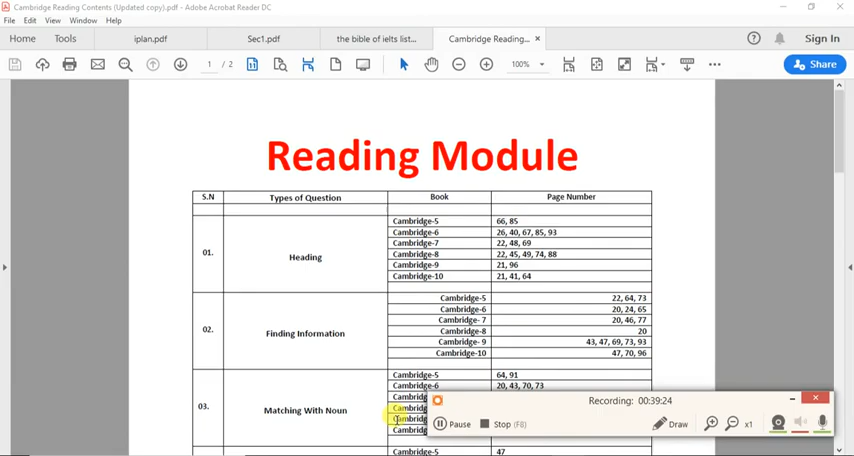 Cambridge Reading Contents (Updated copy).pdf - Adobe Acrobat Reader DC
File Edit View Window Help
Home Tools iplan.pdf Sec1.pdf the bible of ielts list... Cambridge Reading... × Sign In
1 / 2 100% Share
Reading Module
S.N Types of Question Book Page Number
01. Heading
Cambridge-5 66, 85
Cambridge-6 26, 40, 67, 85, 93
Cambridge-7 22, 48, 69
Cambridge-8 22, 45, 49, 74, 88
Cambridge-9 21, 96
Cambridge-10 21, 41, 64
02. Finding Information
Cambridge-5 22, 64, 73
Cambridge-6 20, 24, 65
Cambridge- 7 20, 46, 77
Cambridge-8 20
Cambridge- 9 43, 47, 69, 73, 93
Cambridge-10 47, 70, 96
03. Matching With Noun
Cambridge-5 64, 91
Cambridge-6 20, 43, 70, 73
Cambridge-5 47
Recording: 00:39:24
Pause Stop (F8) Draw x1